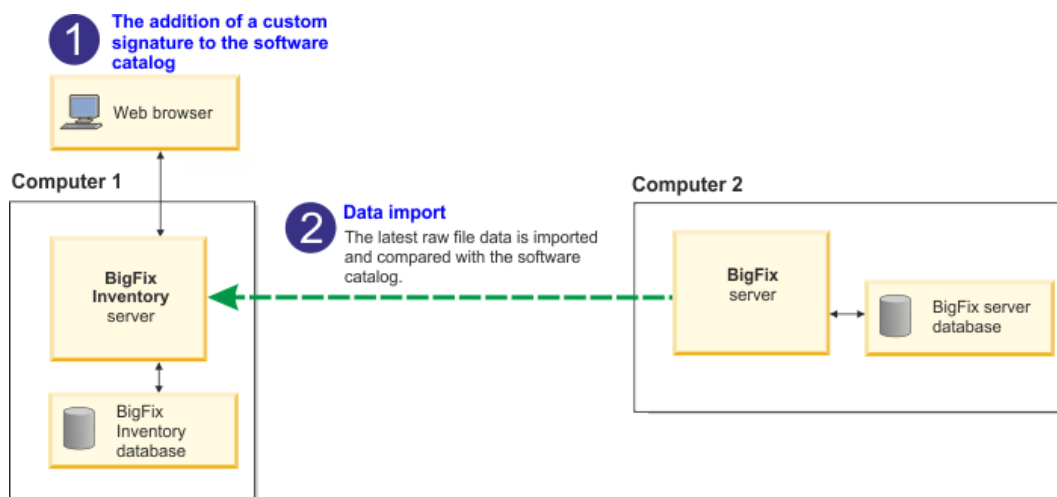 1
The addition of a custom
signature to the software
catalog
Web browser
Computer 1
BigFix
Inventory
server
BigFix
Inventory
database
2
Data import
The latest raw file data is imported
and compared with the software
catalog.
Computer 2
BigFix
server
BigFix server
database